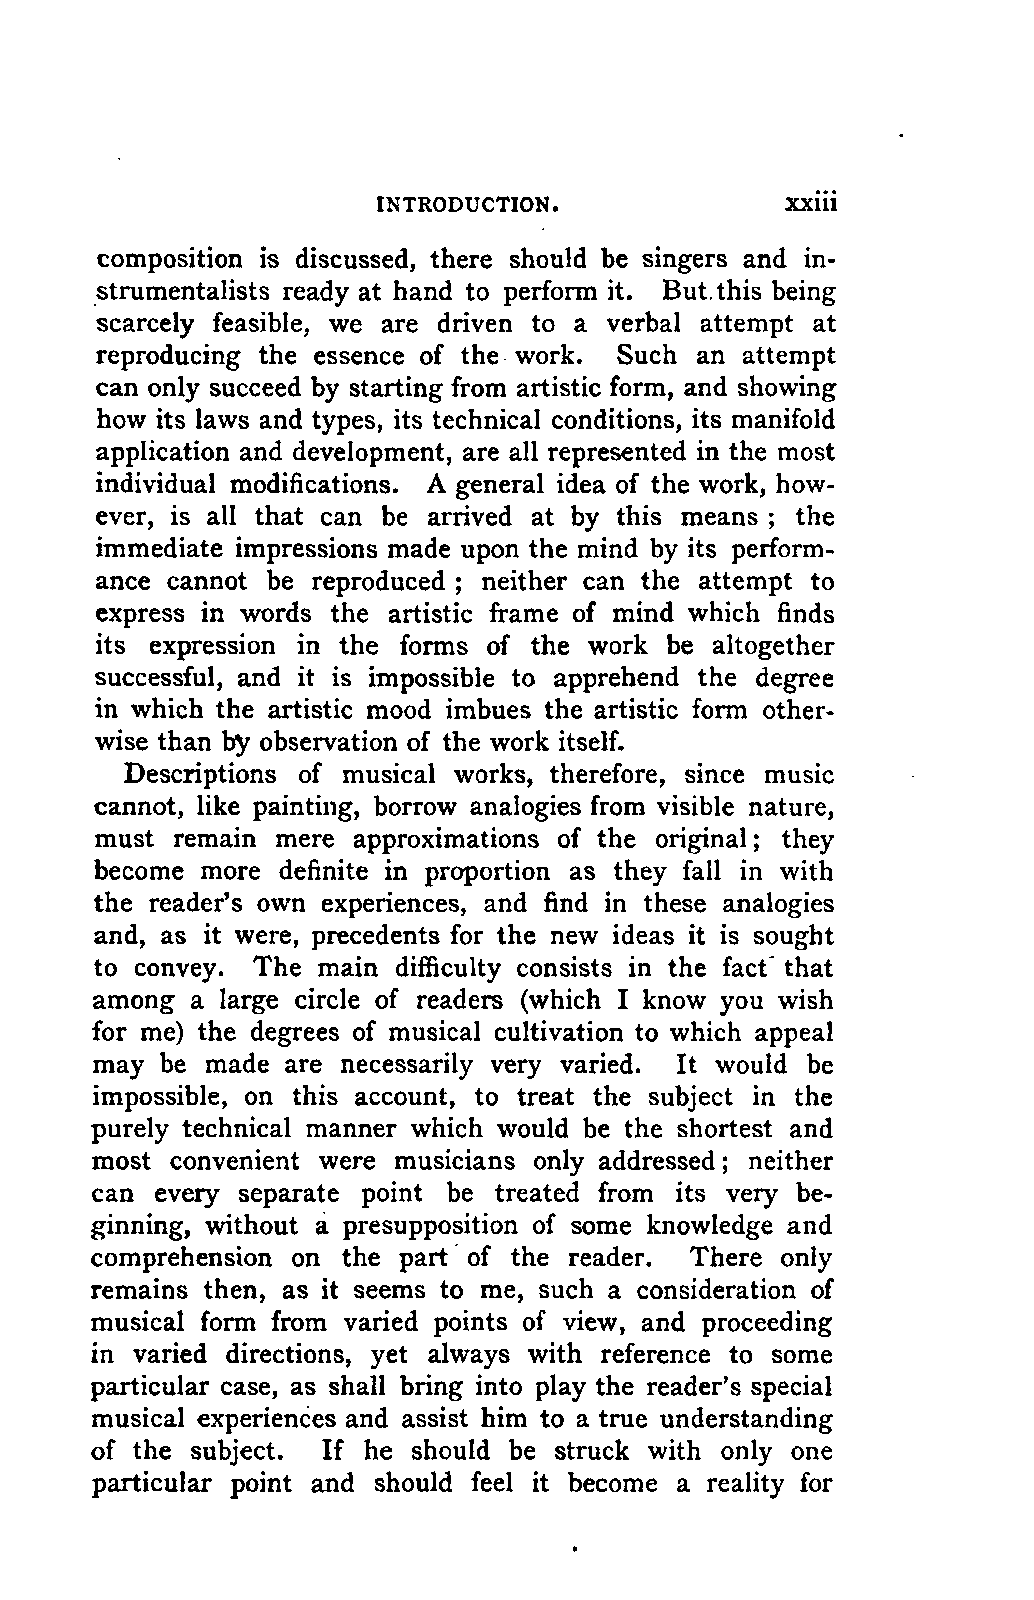 INTRODUCTION. xxiii
composition is discussed, there should be singers and in-
strumentalists ready at hand to perform it. But this being
scarcely feasible, we are driven to a verbal attempt at
reproducing the essence of the work. Such an attempt
can only succeed by starting from artistic form, and showing
how its laws and types, its technical conditions, its manifold
application and development, are all represented in the most
individual modifications. A general idea of the work, how-
ever, is all that can be arrived at by this means ; the
immediate impressions made upon the mind by its perform-
ance cannot be reproduced ; neither can the attempt to
express in words the artistic frame of mind which finds
its expression in the forms of the work be altogether
successful, and it is impossible to apprehend the degree
in which the artistic mood imbues the artistic form other-
wise than by observation of the work itself.
Descriptions of musical works, therefore, since music
cannot, like painting, borrow analogies from visible nature,
must remain mere approximations of the original ; they
become more definite in proportion as they fall in with
the reader's own experiences, and find in these analogies
and, as it were, precedents for the new ideas it is sought
to convey. The main difficulty consists in the fact that
among a large circle of readers (which I know you wish
for me) the degrees of musical cultivation to which appeal
may be made are necessarily very varied. It would be
impossible, on this account, to treat the subject in the
purely technical manner which would be the shortest and
most convenient were musicians only addressed ; neither
can every separate point be treated from its very be-
ginning, without a presupposition of some knowledge and
comprehension on the part of the reader. There only
remains then, as it seems to me, such a consideration of
musical form from varied points of view, and proceeding
in varied directions, yet always with reference to some
particular case, as shall bring into play the reader's special
musical experiences and assist him to a true understanding
of the subject. If he should be struck with only one
particular point and should feel it become a reality for